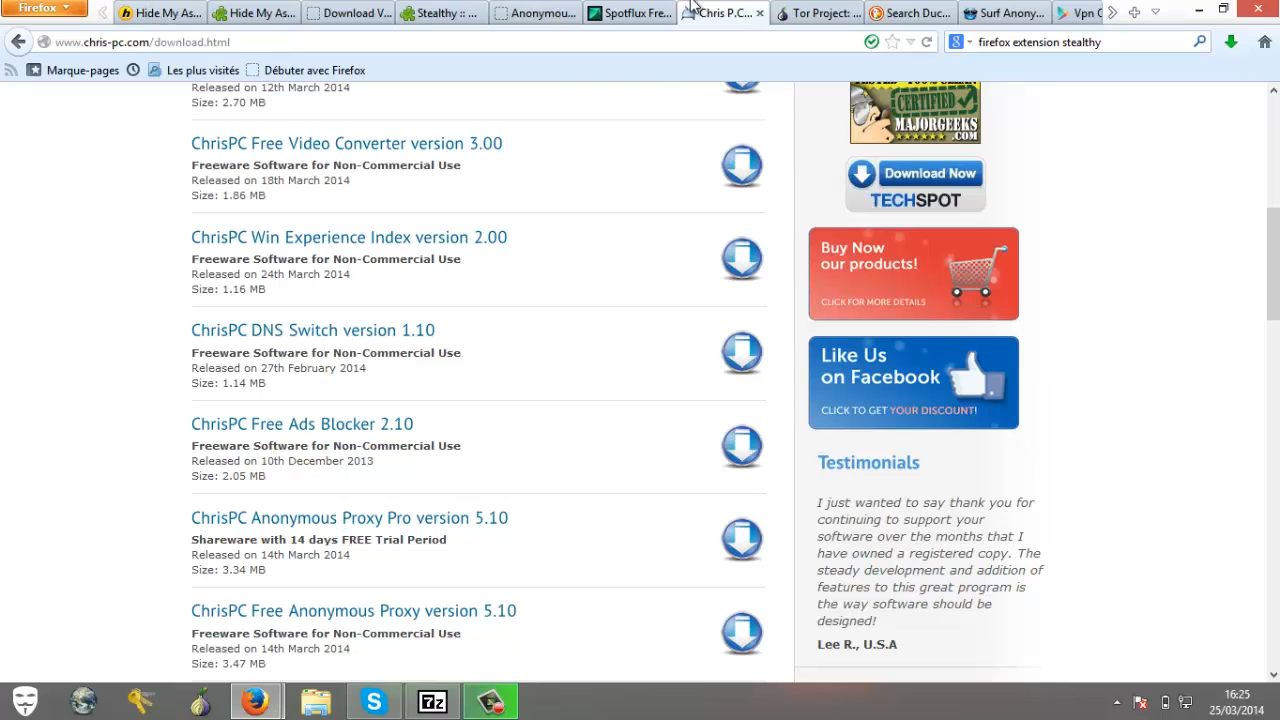 Firefox
Hide My Ass
Hide My As...
Download V...
Stealthy :: ...
Anonymou...
Spotflux Fre...
Chris P.C...
Tor Project: ...
Search Duc...
Surf Anony...
Vpn O
www.chris-pc.com/download.html
firefox extension stealthy
Marque-pages
Les plus visités
Débuter avec Firefox
Released on 12th March 2014
Size: 2.70 MB
ChrisPC Free Video Converter version 3.00
Freeware Software for Non-Commercial Use
Released on 18th March 2014
Size: 1.86 MB
ChrisPC Win Experience Index version 2.00
Freeware Software for Non-Commercial Use
Released on 24th March 2014
Size: 1.16 MB
ChrisPC DNS Switch version 1.10
Freeware Software for Non-Commercial Use
Released on 27th February 2014
Size: 1.14 MB
ChrisPC Free Ads Blocker 2.10
Freeware Software for Non-Commercial Use
Released on 10th December 2013
Size: 2.05 MB
ChrisPC Anonymous Proxy Pro version 5.10
Shareware with 14 days FREE Trial Period
Released on 14th March 2014
Size: 3.34 MB
ChrisPC Free Anonymous Proxy version 5.10
Freeware Software for Non-Commercial Use
Released on 14th March 2014
Size: 3.47 MB
CERTIFIED
MAJORGEEKS
.COM
Download Now
TECHSPOT
Buy Now
our products!
CLICK FOR MORE DETAILS
Like Us
on Facebook
CLICK TO GET YOUR DISCOUNT!
Testimonials
I just wanted to say thank you for
continuing to support your
software over the months that I
have owned a registered copy. The
steady development and addition of
features to this great program is
the way software should be
designed!
Lee R., U.S.A
7z
16:25
25/03/2014